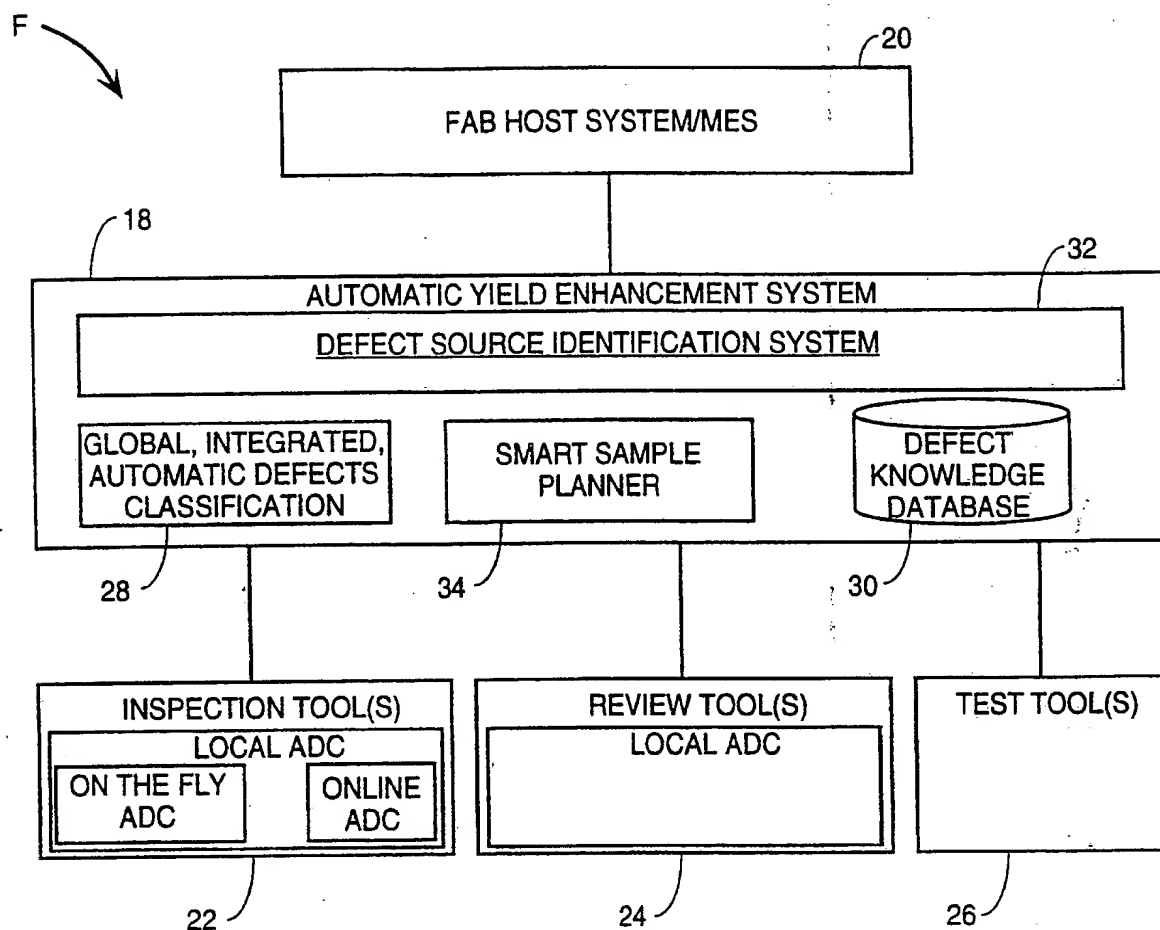 F
20
FAB HOST SYSTEM/MES
18
32
AUTOMATIC YIELD ENHANCEMENT SYSTEM
DEFECT SOURCE IDENTIFICATION SYSTEM
GLOBAL, INTEGRATED,
AUTOMATIC DEFECTS
CLASSIFICATION
SMART SAMPLE
PLANNER
DEFECT
KNOWLEDGE
DATABASE
28
34
30
INSPECTION TOOL(S)
LOCAL ADC
ON THE FLY
ADC
ONLINE
ADC
REVIEW TOOL(S)
LOCAL ADC
TEST TOOL(S)
22
24
26